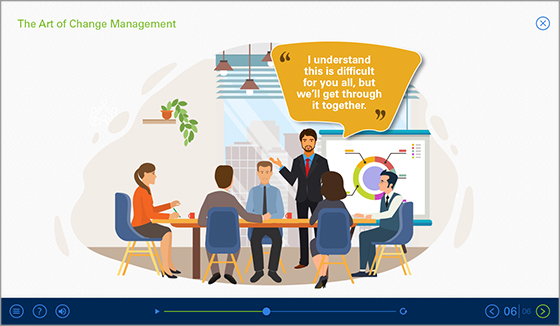 The Art of Change Management
“ I understand
this is difficult
for you all, but
we’ll get through
it together. ”
?
06 | 06